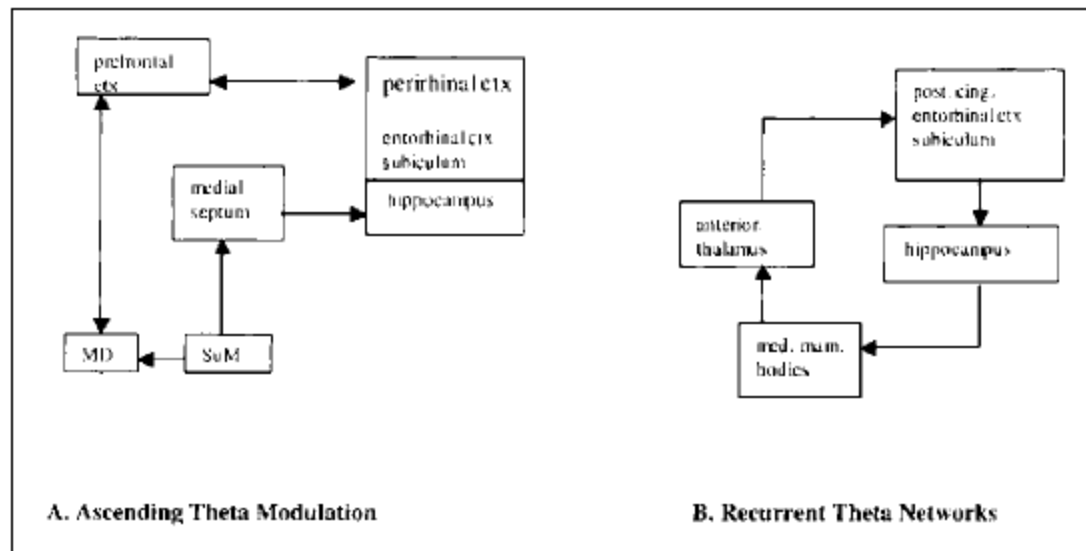 prefrontal
ctx
perirhinal ctx
entorhinal ctx
subiculum
hippocampus
medial
septum
MD
SuM
A. Ascending Theta Modulation
post. cing.
entorhinal ctx
subiculum
anterior
thalamus
hippocampus
med. mam.
bodies
B. Recurrent Theta Networks